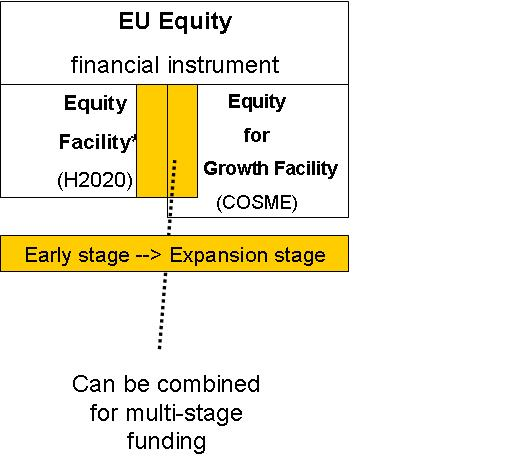 EU Equity
financial instrument
Equity
Facility*
(H2020)
Equity
for
Growth Facility
(COSME)
Early stage --> Expansion stage
Can be combined
for multi-stage
funding